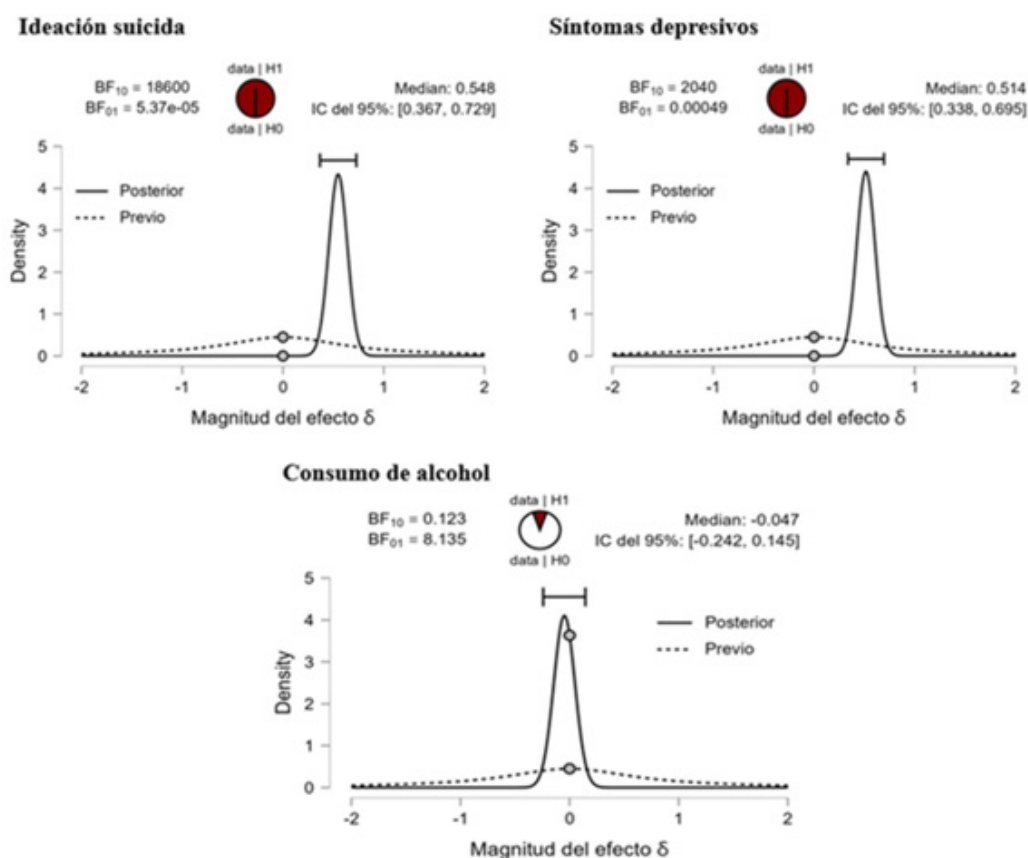 Ideación suicida
BF10 = 18600
BF01 = 5.37e-05
data | H1
data | H0
Median: 0.548
IC del 95%: [0.367, 0.729]
Density
5
4
3
2
1
0
Posterior
Previo
-2
-1
0
1
2
Magnitud del efecto δ
Síntomas depresivos
BF10 = 2040
BF01 = 0.00049
data | H1
data | H0
Median: 0.514
IC del 95%: [0.338, 0.695]
Density
5
4
3
2
1
0
Posterior
Previo
-2
-1
0
1
2
Magnitud del efecto δ
Consumo de alcohol
BF10 = 0.123
BF01 = 8.135
data | H1
data | H0
Median: -0.047
IC del 95%: [-0.242, 0.145]
Density
5
4
3
2
1
0
Posterior
Previo
-2
-1
0
1
2
Magnitud del efecto δ